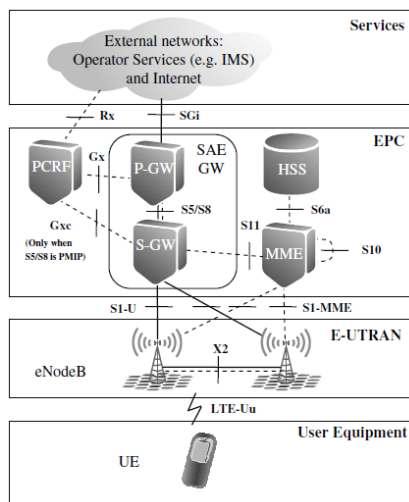 Services
External networks:
Operator Services (e.g. IMS)
and Internet
Rx
SGi
EPC
PCRF
Gx
P-GW
SAE
GW
HSS
S5/S8
S6a
Gxc
(Only when
S5/S8 is PMIP)
S-GW
S11
MME
S10
S1-U
S1-MME
E-UTRAN
X2
eNodeB
LTE-Uu
User Equipment
UE